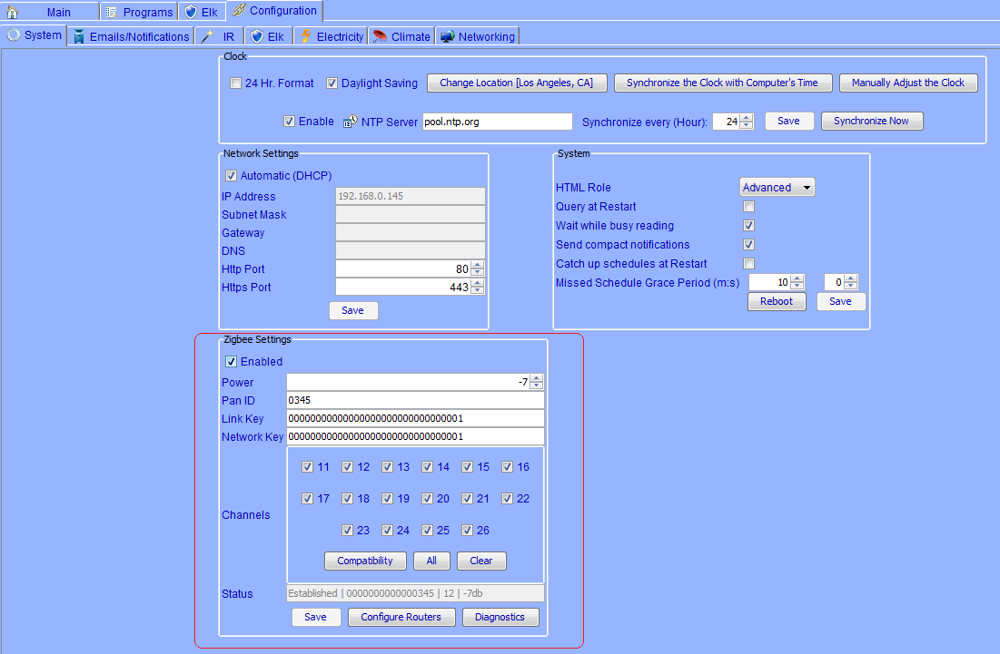 Main Programs Elk Configuration
System Emails/Notifications IR Elk Electricity Climate Networking
Clock
24 Hr. Format Daylight Saving Change Location [Los Angeles, CA] Synchronize the Clock with Computer's Time Manually Adjust the Clock
Enable NTP Server pool.ntp.org Synchronize every (Hour): 24 Save Synchronize Now
Network Settings
Automatic (DHCP)
IP Address 192.168.0.145
Subnet Mask
Gateway
DNS
Http Port 80
Https Port 443
Save
System
HTML Role Advanced
Query at Restart
Wait while busy reading
Send compact notifications
Catch up schedules at Restart
Missed Schedule Grace Period (m:s) 10 0
Reboot Save
Zigbee Settings
Enabled
Power -7
Pan ID 0345
Link Key 00000000000000000000000000000001
Network Key 00000000000000000000000000000001
11 12 13 14 15 16
17 18 19 20 21 22
Channels
23 24 25 26
Compatibility All Clear
Status Established | 0000000000000345 | 12 | -7db
Save Configure Routers Diagnostics